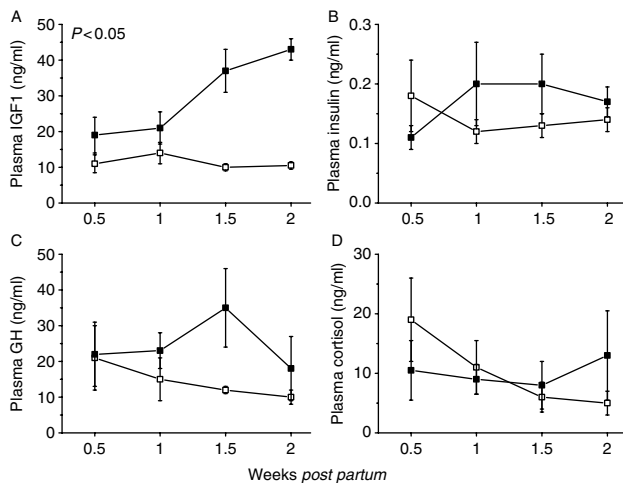 A
P<0.05
Plasma IGF1 (ng/ml)
50
40
30
20
10
0
0.5 1 1.5 2
B
Plasma insulin (ng/ml)
0.3
0.2
0.1
0.0
0.5 1 1.5 2
C
Plasma GH (ng/ml)
50
40
30
20
10
0
0.5 1 1.5 2
D
Plasma cortisol (ng/ml)
30
20
10
0
0.5 1 1.5 2
Weeks post partum